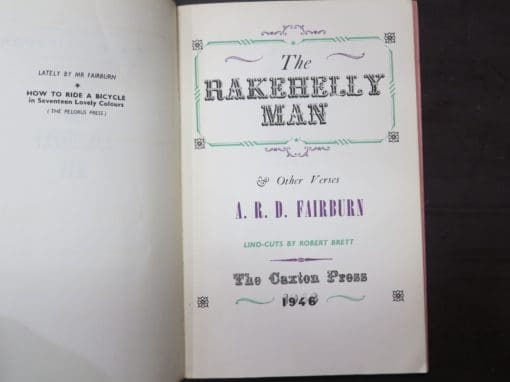 LATELY BY MR FAIRBURN
HOW TO RIDE A BICYCLE
in Seventeen Lovely Colours
(THE PELORUS PRESS)
The
RAKEHELLY
MAN
& Other Verses
A. R. D. FAIRBURN
LINO-CUTS BY ROBERT BRETT
The Caxton Press
1946